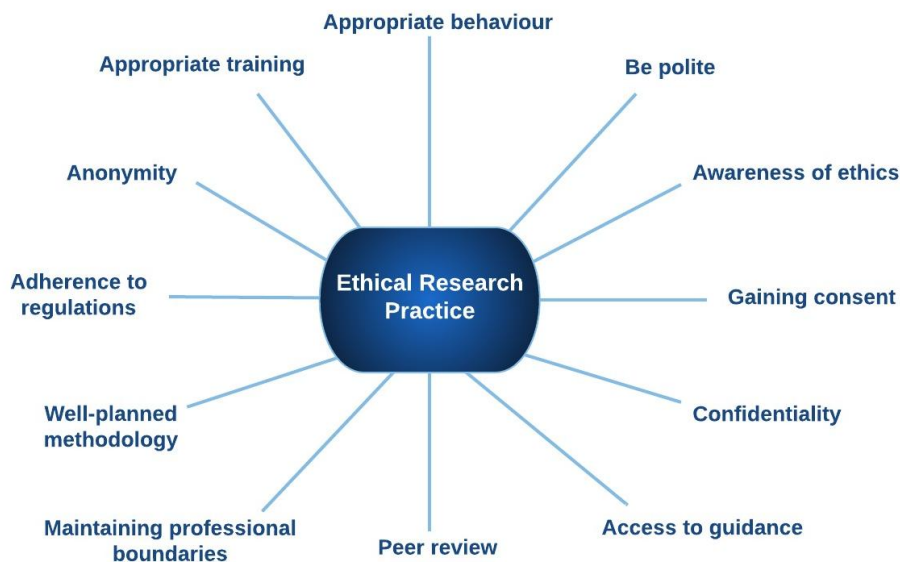 Appropriate behaviour
Appropriate training
Be polite
Anonymity
Awareness of ethics
Adherence to
regulations
Ethical Research
Practice
Gaining consent
Well-planned
methodology
Confidentiality
Maintaining professional
boundaries
Peer review
Access to guidance